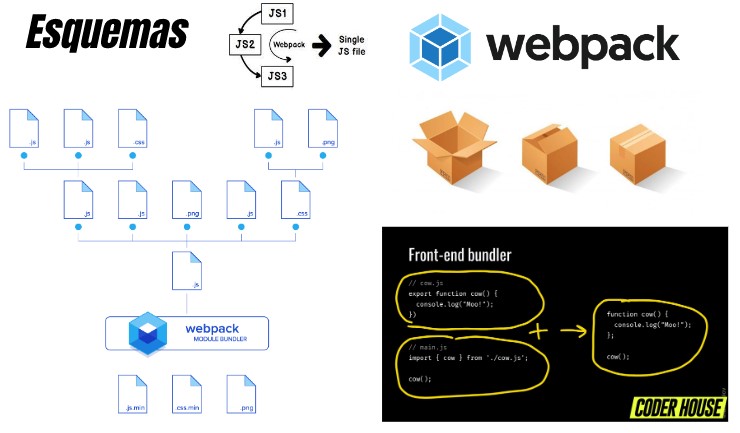 Esquemas
JS1
JS2
Webpack
Single
JS file
JS3
webpack
.js
.js
.css
.js
.png
.js
.js
.png
.js
.css
.js
webpack
MODULE BUNDLER
.js.min
css.min
.png
Front-end bundler
// cow.js
export function cow() {
console.log("Moo!");
})
// main.js
import { cow } from './cow.js';
cow();
+
function cow() {
console.log("Moo!");
};
cow();
CODER HOUSE